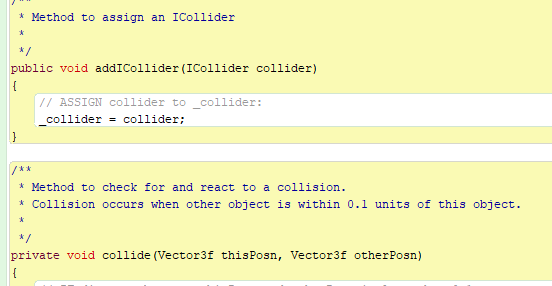 /**
* Method to assign an ICollider
*
*/
public void addICollider(ICollider collider)
{
// ASSIGN collider to _collider:
_collider = collider;
}
/**
* Method to check for and react to a collision.
* Collision occurs when other object is within 0.1 units of this object.
*
*/
private void collide(Vector3f thisPosn, Vector3f otherPosn)
{